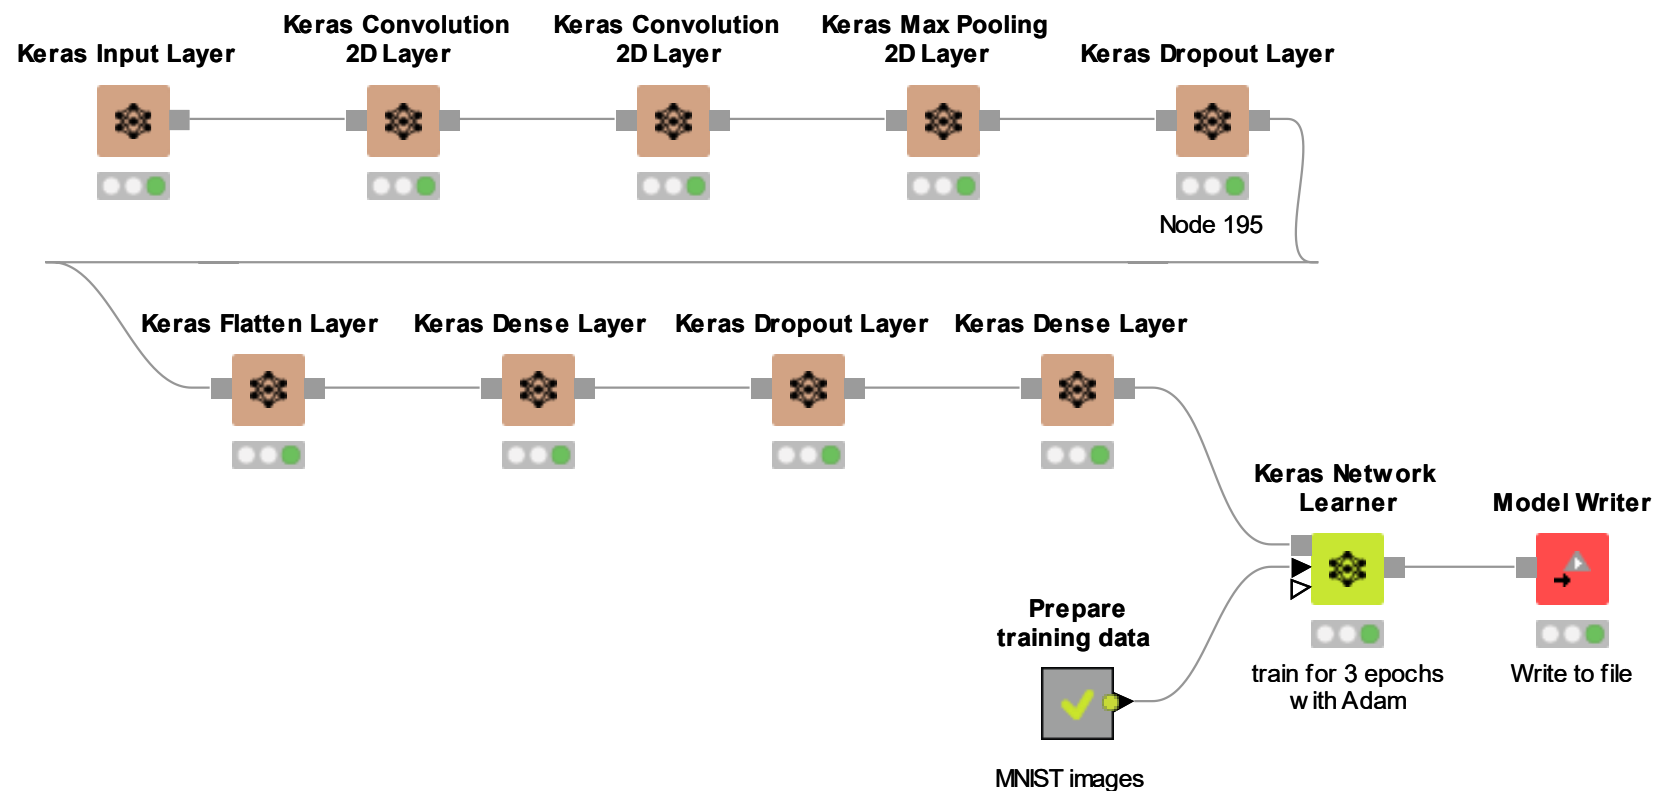 Keras Input Layer
Keras Convolution
2D Layer
Keras Convolution
2D Layer
Keras Max Pooling
2D Layer
Keras Dropout Layer
Node 195
Keras Flatten Layer
Keras Dense Layer
Keras Dropout Layer
Keras Dense Layer
Keras Network
Learner
train for 3 epochs
with Adam
Model Writer
Write to file
Prepare
training data
MNIST images